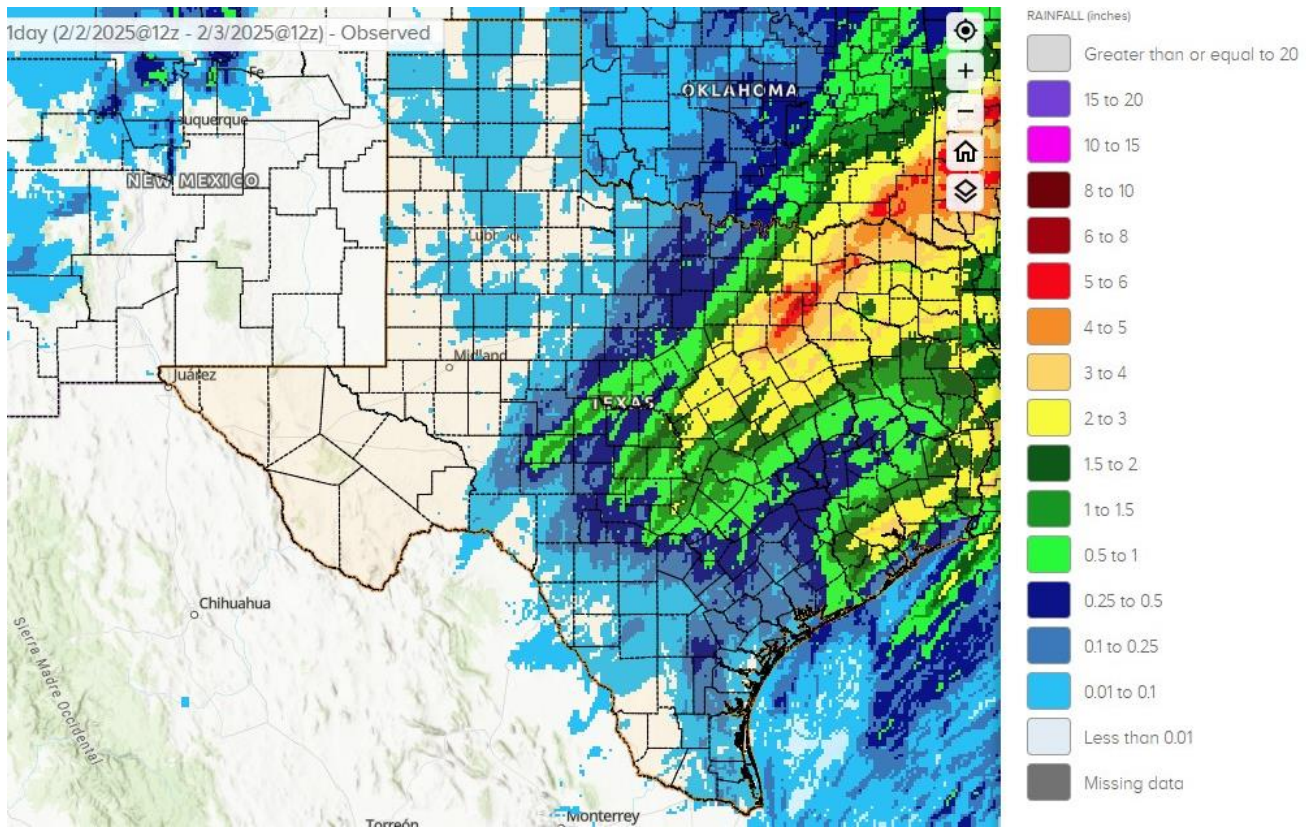 1day (2/2/2025@12z - 2/3/2025@12z) - Observed
Fe
uquerque
NEW MEXICO
OKLAHOMA
+
−
Midland
Juárez
TEXAS
Chihuahua
Sierra Madre Occidental
Torreón
Monterrey
RAINFALL (inches)
Greater than or equal to 20
15 to 20
10 to 15
8 to 10
6 to 8
5 to 6
4 to 5
3 to 4
2 to 3
1.5 to 2
1 to 1.5
0.5 to 1
0.25 to 0.5
0.1 to 0.25
0.01 to 0.1
Less than 0.01
Missing data